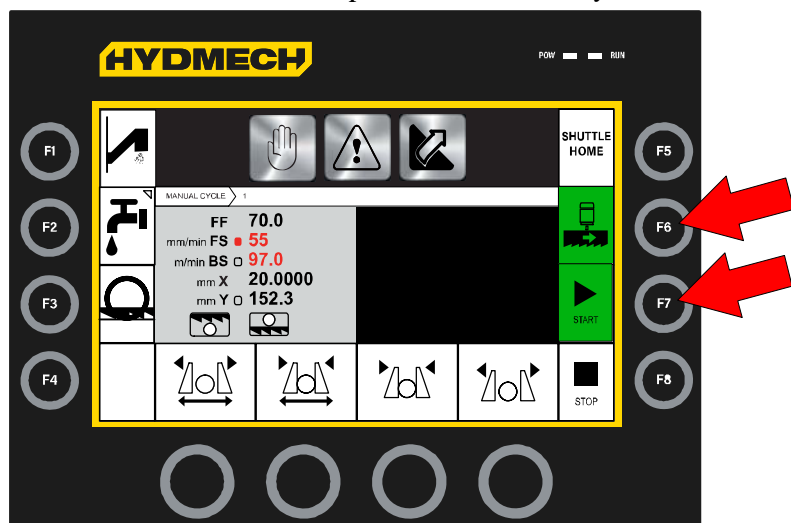 HYDMECH
POW RUN
F1
F2
F3
F4
SHUTTLE
HOME
MANUAL CYCLE 1
FF 70.0
mm/min FS 55
m/min BS 97.0
mm X 20.0000
mm Y 152.3
START
STOP
F5
F6
F7
F8